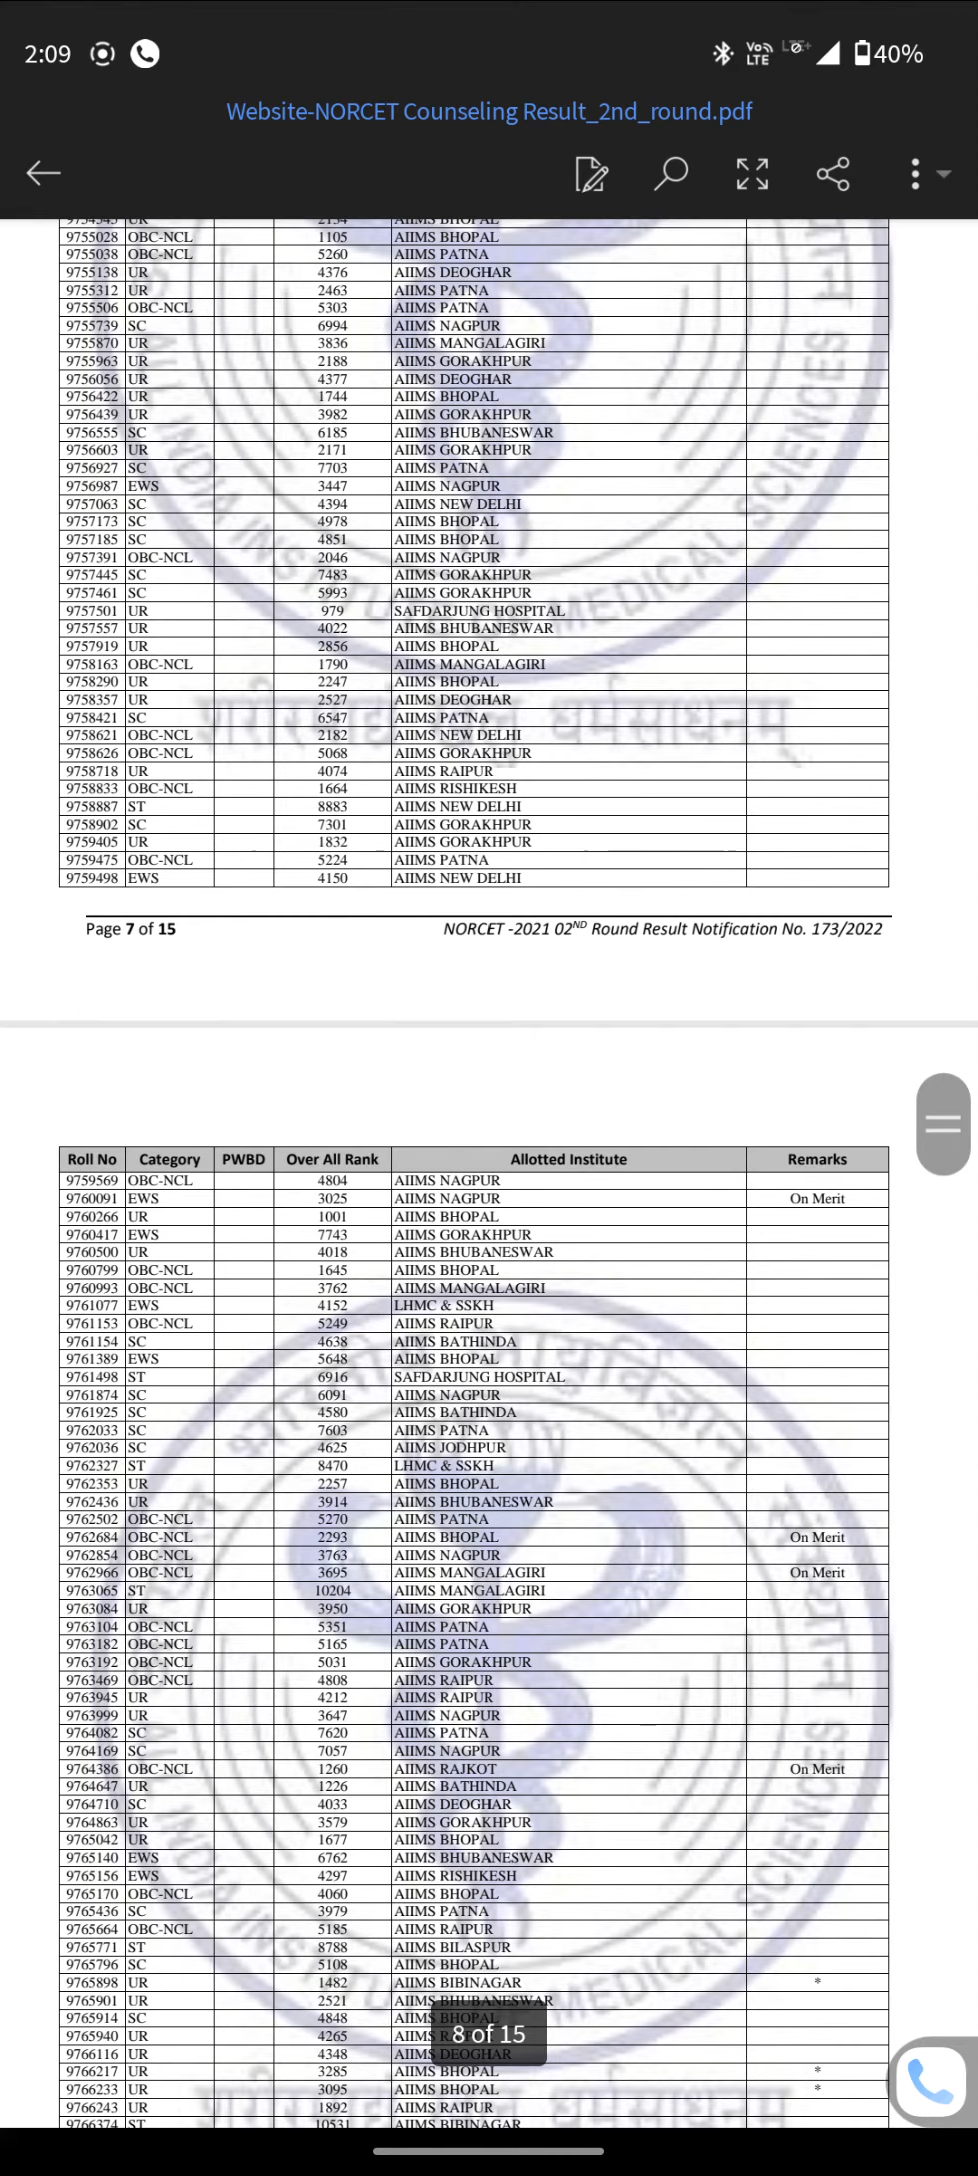 2:09 Vo LTE LTE+ 40%
Website-NORCET Counseling Result_2nd_round.pdf
9754545 UR 2154 AIIMS BHOPAL
9755028 OBC-NCL 1105 AIIMS BHOPAL
9755038 OBC-NCL 5260 AIIMS PATNA
9755138 UR 4376 AIIMS DEOGHAR
9755312 UR 2463 AIIMS PATNA
9755506 OBC-NCL 5303 AIIMS PATNA
9755739 SC 6994 AIIMS NAGPUR
9755870 UR 3836 AIIMS MANGALAGIRI
9755963 UR 2188 AIIMS GORAKHPUR
9756056 UR 4377 AIIMS DEOGHAR
9756422 UR 1744 AIIMS BHOPAL
9756439 UR 3982 AIIMS GORAKHPUR
9756555 SC 6185 AIIMS BHUBANESWAR
9756603 UR 2171 AIIMS GORAKHPUR
9756927 SC 7703 AIIMS PATNA
9756987 EWS 3447 AIIMS NAGPUR
9757063 SC 4394 AIIMS NEW DELHI
9757173 SC 4978 AIIMS BHOPAL
9757185 SC 4851 AIIMS BHOPAL
9757391 OBC-NCL 2046 AIIMS NAGPUR
9757445 SC 7483 AIIMS GORAKHPUR
9757461 SC 5993 AIIMS GORAKHPUR
9757501 UR 979 SAFDARJUNG HOSPITAL
9757557 UR 4022 AIIMS BHUBANESWAR
9757919 UR 2856 AIIMS BHOPAL
9758163 OBC-NCL 1790 AIIMS MANGALAGIRI
9758290 UR 2247 AIIMS BHOPAL
9758357 UR 2527 AIIMS DEOGHAR
9758421 SC 6547 AIIMS PATNA
9758621 OBC-NCL 2182 AIIMS NEW DELHI
9758626 OBC-NCL 5068 AIIMS GORAKHPUR
9758718 UR 4074 AIIMS RAIPUR
9758833 OBC-NCL 1664 AIIMS RISHIKESH
9758887 ST 8883 AIIMS NEW DELHI
9758902 SC 7301 AIIMS GORAKHPUR
9759405 UR 1832 AIIMS GORAKHPUR
9759475 OBC-NCL 5224 AIIMS PATNA
9759498 EWS 4150 AIIMS NEW DELHI
Page 7 of 15 NORCET -2021 02ND Round Result Notification No. 173/2022
Roll No Category PWBD Over All Rank Allotted Institute Remarks
9759569 OBC-NCL 4804 AIIMS NAGPUR
9760091 EWS 3025 AIIMS NAGPUR On Merit
9760266 UR 1001 AIIMS BHOPAL
9760417 EWS 7743 AIIMS GORAKHPUR
9760500 UR 4018 AIIMS BHUBANESWAR
9760799 OBC-NCL 1645 AIIMS BHOPAL
9760993 OBC-NCL 3762 AIIMS MANGALAGIRI
9761077 EWS 4152 LHMC & SSKH
9761153 OBC-NCL 5249 AIIMS RAIPUR
9761154 SC 4638 AIIMS BATHINDA
9761389 EWS 5648 AIIMS BHOPAL
9761498 ST 6916 SAFDARJUNG HOSPITAL
9761874 SC 6091 AIIMS NAGPUR
9761925 SC 4580 AIIMS BATHINDA
9762033 SC 7603 AIIMS PATNA
9762036 SC 4625 AIIMS JODHPUR
9762327 ST 8470 LHMC & SSKH
9762353 UR 2257 AIIMS BHOPAL
9762436 UR 3914 AIIMS BHUBANESWAR
9762502 OBC-NCL 5270 AIIMS PATNA
9762684 OBC-NCL 2293 AIIMS BHOPAL On Merit
9762854 OBC-NCL 3763 AIIMS NAGPUR
9762966 OBC-NCL 3695 AIIMS MANGALAGIRI On Merit
9763065 ST 10204 AIIMS MANGALAGIRI
9763084 UR 3950 AIIMS GORAKHPUR
9763104 OBC-NCL 5351 AIIMS PATNA
9763182 OBC-NCL 5165 AIIMS PATNA
9763192 OBC-NCL 5031 AIIMS GORAKHPUR
9763469 OBC-NCL 4808 AIIMS RAIPUR
9763945 UR 4212 AIIMS RAIPUR
9763999 UR 3647 AIIMS NAGPUR
9764082 SC 7620 AIIMS PATNA
9764169 SC 7057 AIIMS NAGPUR
9764386 OBC-NCL 1260 AIIMS RAJKOT On Merit
9764647 UR 1226 AIIMS BATHINDA
9764710 SC 4033 AIIMS DEOGHAR
9764863 UR 3579 AIIMS GORAKHPUR
9765042 UR 1677 AIIMS BHOPAL
9765140 EWS 6762 AIIMS BHUBANESWAR
9765156 EWS 4297 AIIMS RISHIKESH
9765170 OBC-NCL 4060 AIIMS BHOPAL
9765436 SC 3979 AIIMS PATNA
9765664 OBC-NCL 5185 AIIMS RAIPUR
9765771 ST 8788 AIIMS BILASPUR
9765796 SC 5108 AIIMS BHOPAL
9765898 UR 1482 AIIMS BIBINAGAR *
9765901 UR 2521 AIIMS BHUBANESWAR
9765914 SC 4848 AIIMS BHOPAL
9765940 UR 4265 AIIMS
8 of 15
9766116 UR 4348 AIIMS DEOGHAR
9766217 UR 3285 AIIMS BHOPAL *
9766233 UR 3095 AIIMS BHOPAL *
9766243 UR 1892 AIIMS RAIPUR
9766374 ST 10531 AIIMS BIBINAGAR